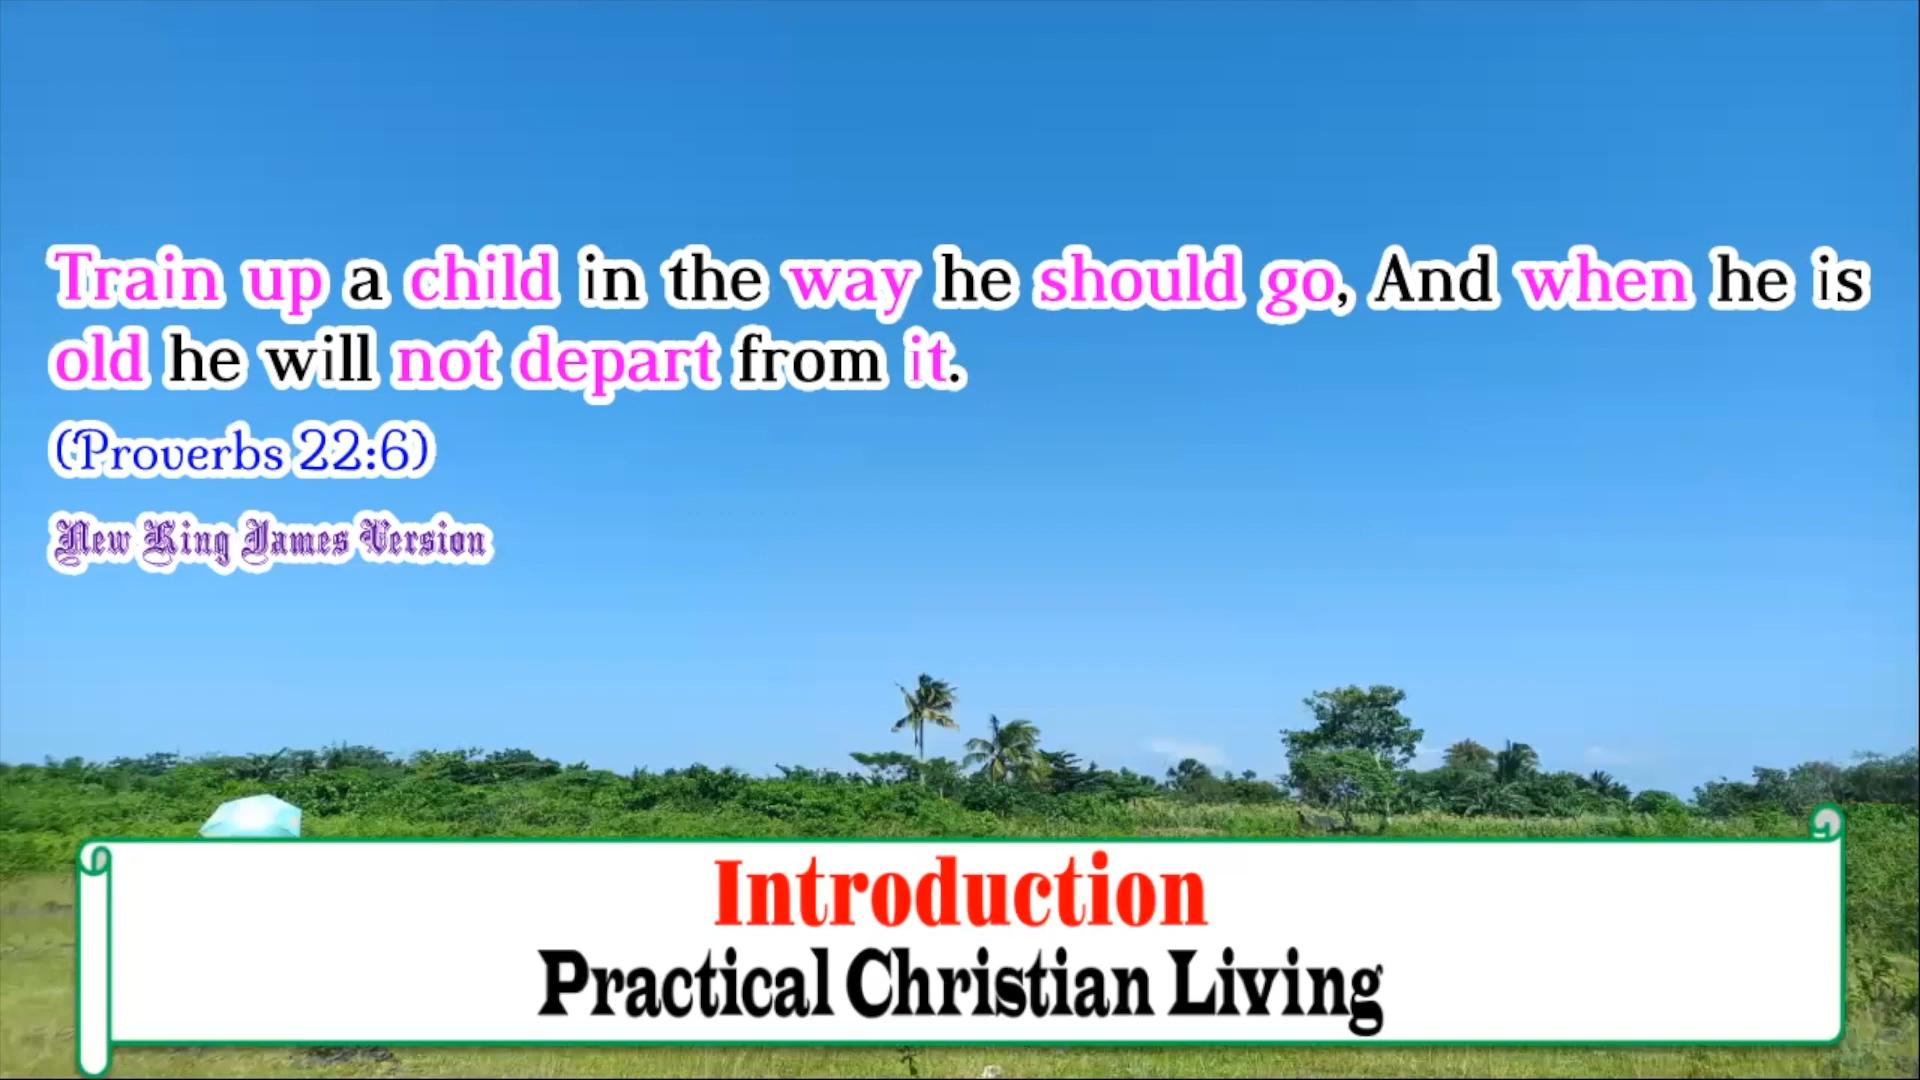 Train up a child in the way he should go, And when he is
old he will not depart from it.
(Proverbs 22:6)
New King James Version
Introduction
Practical Christian Living